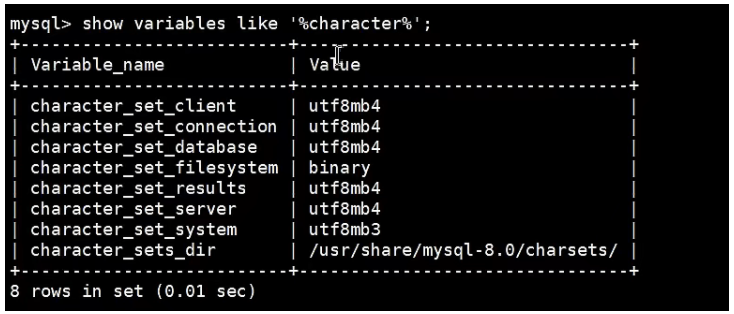 mysql> show variables like '%character%';
+--------------------------+--------------------------------+
| Variable_name            | Value                          |
+--------------------------+--------------------------------+
| character_set_client     | utf8mb4                        |
| character_set_connection | utf8mb4                        |
| character_set_database   | utf8mb4                        |
| character_set_filesystem | binary                         |
| character_set_results    | utf8mb4                        |
| character_set_server     | utf8mb4                        |
| character_set_system     | utf8mb3                        |
| character_sets_dir       | /usr/share/mysql-8.0/charsets/ |
+--------------------------+--------------------------------+
8 rows in set (0.01 sec)